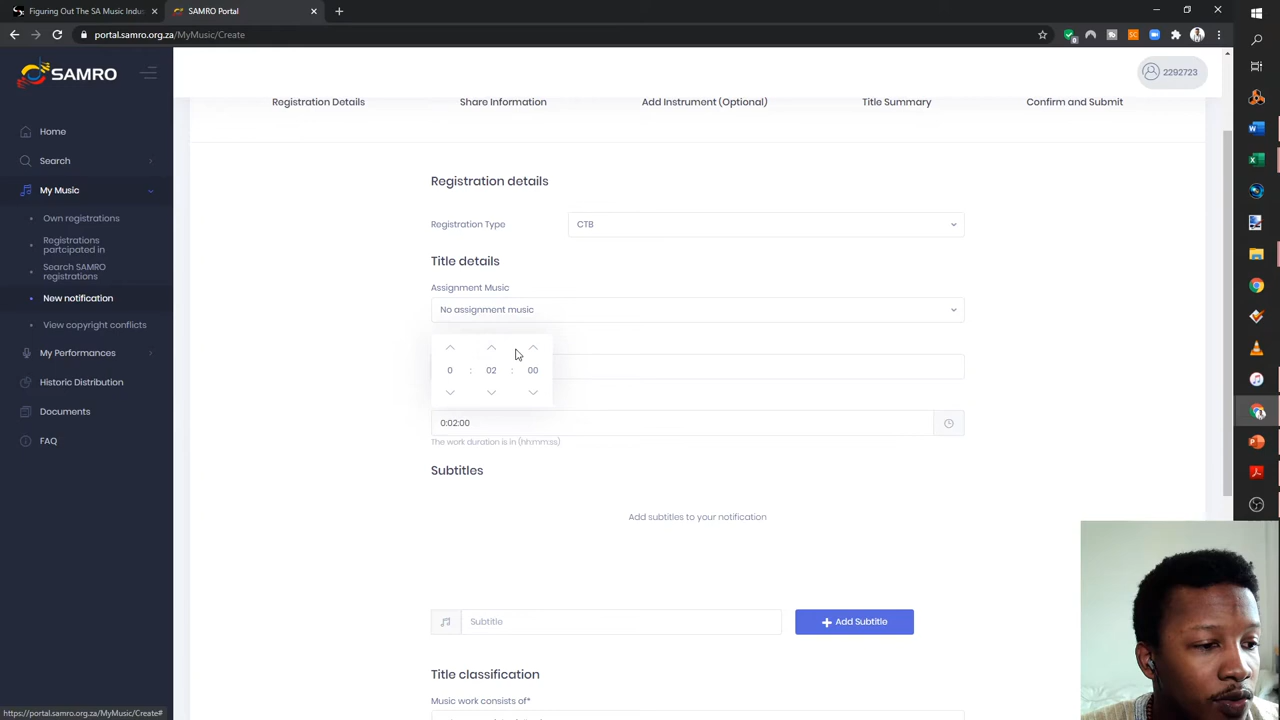 Figuring Out The SA Music Indus
SAMRO Portal
portal.samro.org.za/MyMusic/Create
SAMRO
2292723
Registration Details
Share Information
Add Instrument (Optional)
Title Summary
Confirm and Submit
Home
Search
My Music
Own registrations
Registrations
partcipated in
Search SAMRO
registrations
New notification
View copyright conflicts
My Performances
Historic Distribution
Documents
FAQ
Registration details
Registration Type
CTB
Title details
Assignment Music
No assignment music
0 : 02 : 00
0:02:00
The work duration is in (Hh:mm:ss)
Subtitles
Add subtitles to your notification
Subtitle
Add Subtitle
Title classification
Music work consists of*
https://portal.samro.org.za/MyMusic/Create#